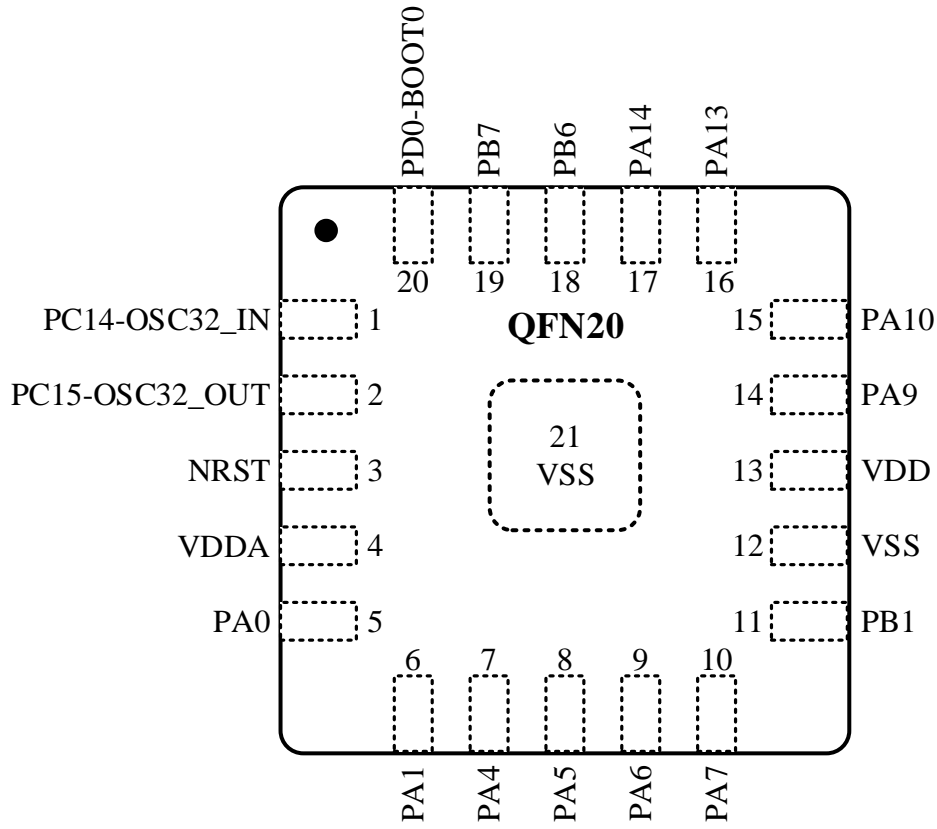 PD0-BOOT0
PB7
PB6
PA14
PA13
20
19
18
17
16
PC14-OSC32_IN
1
QFN20
15
PA10
PC15-OSC32_OUT
2
14
PA9
21
VSS
NRST
3
13
VDD
VDDA
4
12
VSS
PA0
5
11
PB1
6
7
8
9
10
PA1
PA4
PA5
PA6
PA7